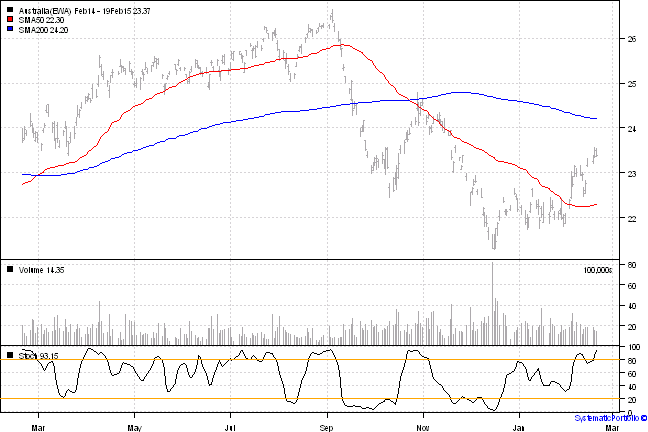 Australia(EWA) Feb14 - 19Feb15 23.37
SMA50 22.30
SMA200 24.20
26
25
24
23
22
Volume 14.35
100,000s
80
60
40
20
Stoch 93.15
100
80
60
40
20
0
Mar May Jul Sep Nov Jan Mar
SystematicPortfolio ©